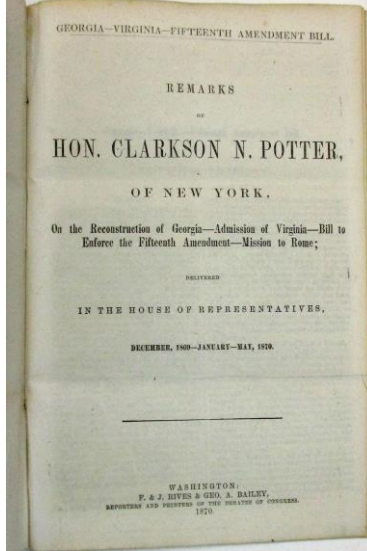 GEORGIA—VIRGINIA—FIFTEENTH AMENDMENT BILL.
REMARKS
OF
HON. CLARKSON N. POTTER,
OF NEW YORK,
On the Reconstruction of Georgia—Admission of Virginia—Bill to
Enforce the Fifteenth Amendment—Mission to Rome;
DELIVERED
IN THE HOUSE OF REPRESENTATIVES,
DECEMBER, 1869—JANUARY—MAY, 1870.
WASHINGTON:
F. & J. RIVES & GEO. A. BAILEY,
REPORTERS AND PRINTERS OF THE DEBATES OF CONGRESS.
1870.